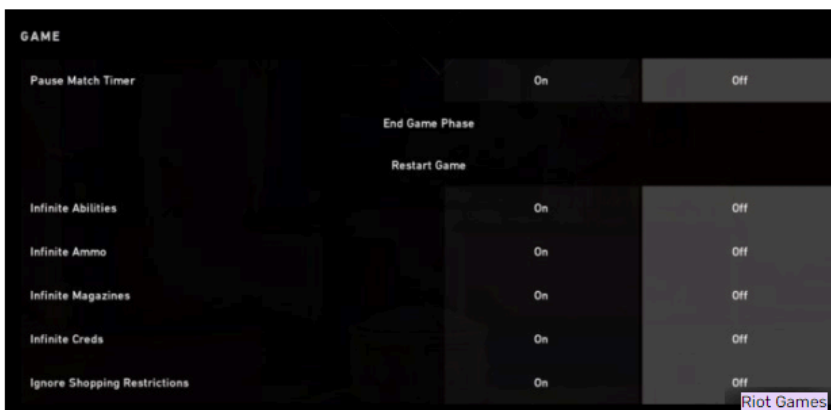 GAME
Pause Match Timer On Off
End Game Phase
Restart Game
Infinite Abilities On Off
Infinite Ammo On Off
Infinite Magazines On Off
Infinite Creds On Off
Ignore Shopping Restrictions On Off
Riot Games